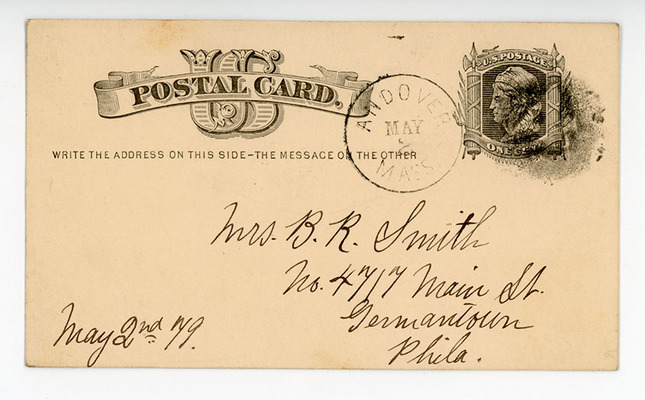 US
POSTAL CARD.
U.S. POSTAGE
ONE CENT
WRITE THE ADDRESS ON THIS SIDE-THE MESSAGE ON THE OTHER
ANDOVER
MAY
2
MASS.
Mrs. B. R. Smith
No. 4717 Main St.
Germantown
Phila.
May 2nd '79.